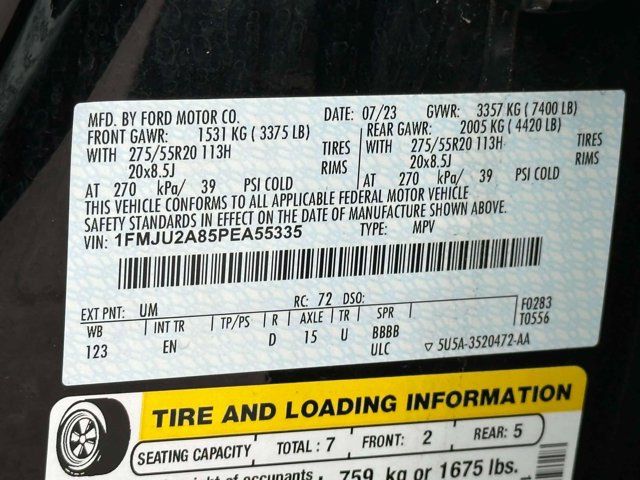 MFD. BY FORD MOTOR CO. DATE: 07/23 GVWR: 3357 KG ( 7400 LB)
FRONT GAWR: 1531 KG ( 3375 LB) REAR GAWR: 2005 KG ( 4420 LB)
WITH 275/55R20 113H TIRES WITH 275/55R20 113H TIRES
20x8.5J RIMS 20x8.5J RIMS
AT 270 kPa/ 39 PSI COLD AT 270 kPa/ 39 PSI COLD
THIS VEHICLE CONFORMS TO ALL APPLICABLE FEDERAL MOTOR VEHICLE
SAFETY STANDARDS IN EFFECT ON THE DATE OF MANUFACTURE SHOWN ABOVE.
VIN: 1FMJU2A85PEA55335 TYPE: MPV
EXT PNT: UM RC: 72 DSO: F0283
WB INT TR TP/PS R AXLE TR SPR T0556
123 EN D 15 U BBBB
ULC ▽ 5U5A-3520472-AA
TIRE AND LOADING INFORMATION
SEATING CAPACITY TOTAL : 7 FRONT: 2 REAR: 5
of occupants 759 kg or 1675 lbs.